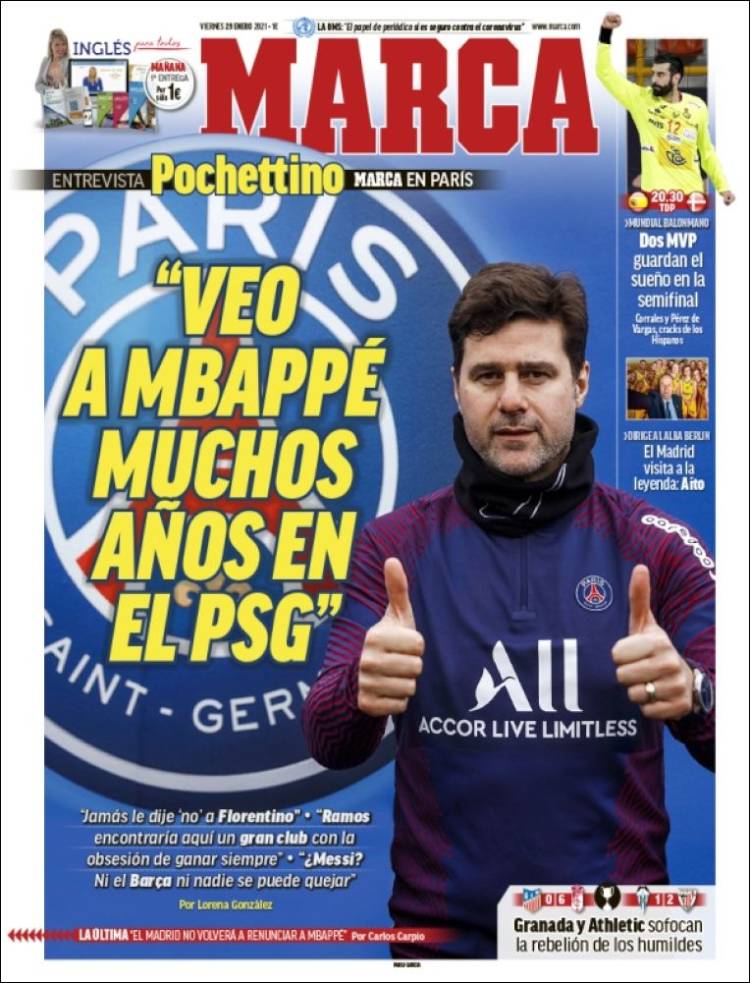 INGLÉS para todos
MAÑANA
1ª ENTREGA
Por sólo 1€
VIERNES 29 ENERO 2021 - 1€
LA OMS: "El papel de periódico sí es seguro contra el coronavirus"
www.marca.com
MARCA
ENTREVISTA Pochettino MARCA EN PARÍS
"VEO
A MBAPPÉ
MUCHOS
AÑOS EN
EL PSG"
PARIS
SAINT - GERM
20.30
TDP
›MUNDIAL BALONMANO
Dos MVP
guardan el
sueño en la
semifinal
Corrales y Pérez de
Vargas, cracks de los
Hispanos
›DIRIGE AL ALBA BERLIN
El Madrid
visita a la
leyenda: Aíto
ooredoo
PARIS
ALL
ACCOR LIVE LIMITLESS
"Jamás le dije 'no' a Florentino" • "Ramos
encontraría aquí un gran club con la
obsesión de ganar siempre" • "¿Messi?
Ni el Barça ni nadie se puede quejar"
Por Lorena González
LA ÚLTIMA "EL MADRID NO VOLVERÁ A RENUNCIAR A MBAPPÉ" Por Carlos Carpio
0 6 1 2
Granada y Athletic sofocan
la rebelión de los humildes
PABLO GARCÍA